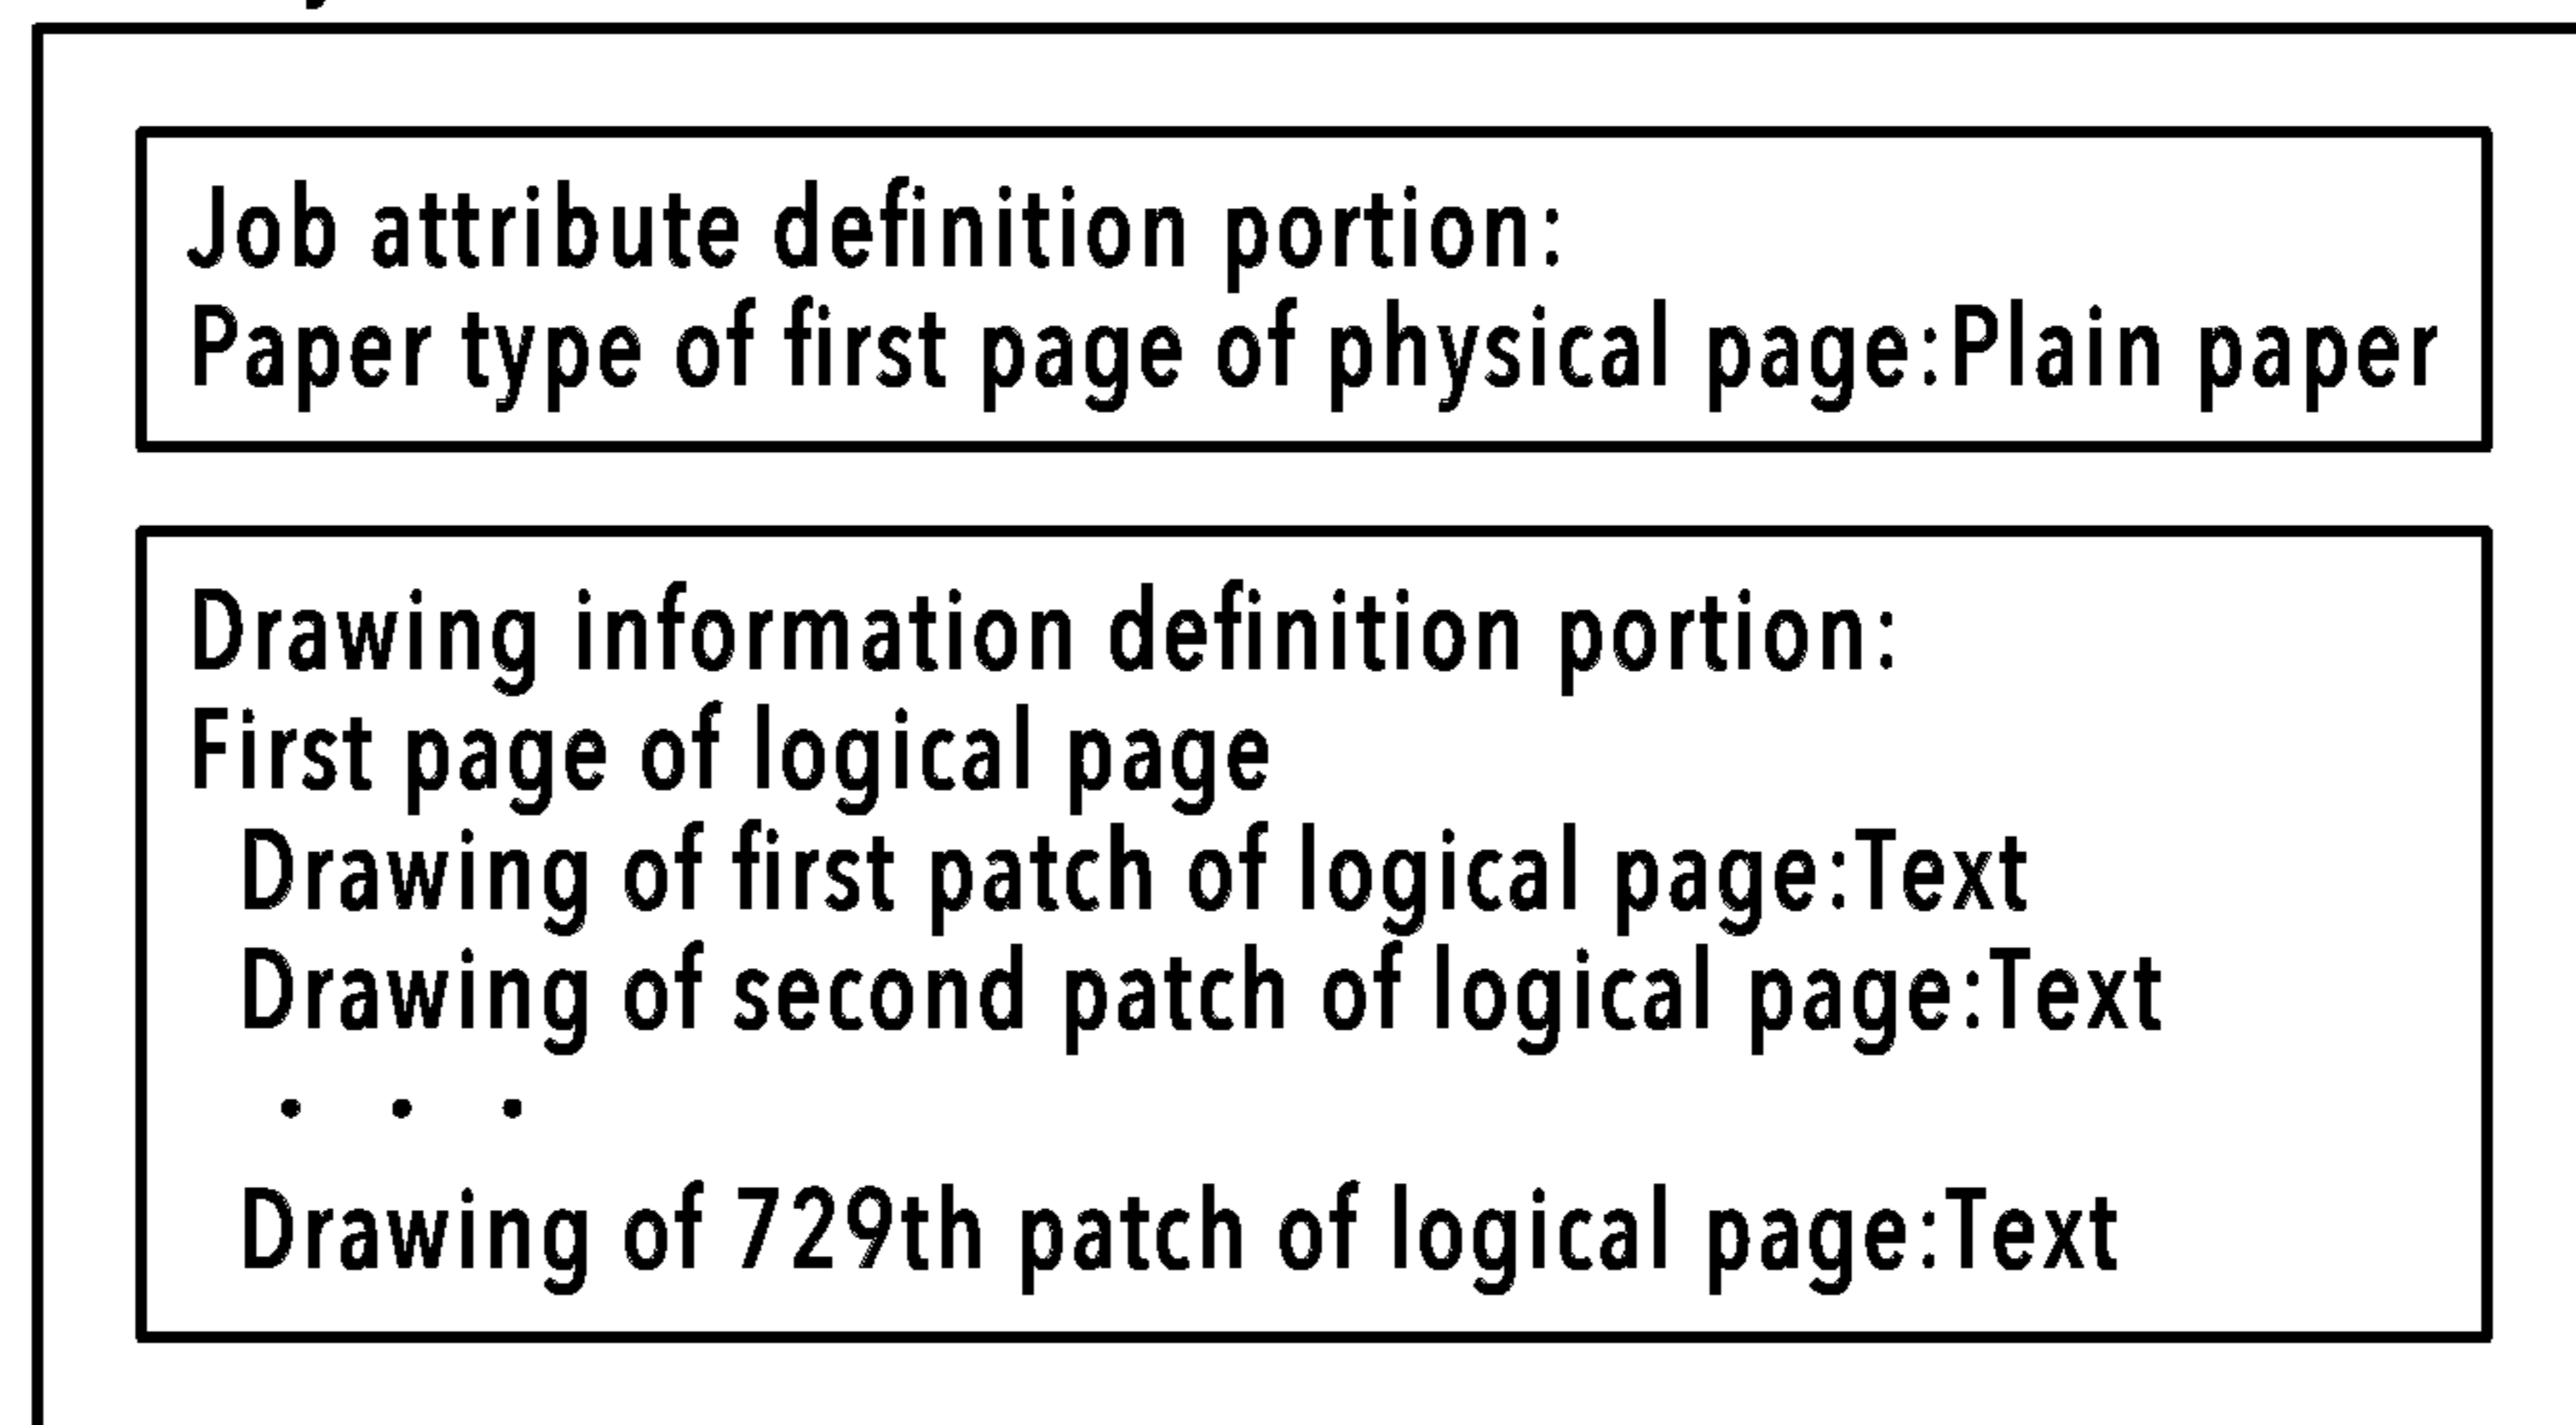 Job attribute definition portion:
Paper type of first page of physical page:Plain paper
Drawing information definition portion:
First page of logical page
Drawing of first patch of logical page:Text
Drawing of second patch of logical page:Text
. . .
Drawing of 729th patch of logical page:Text